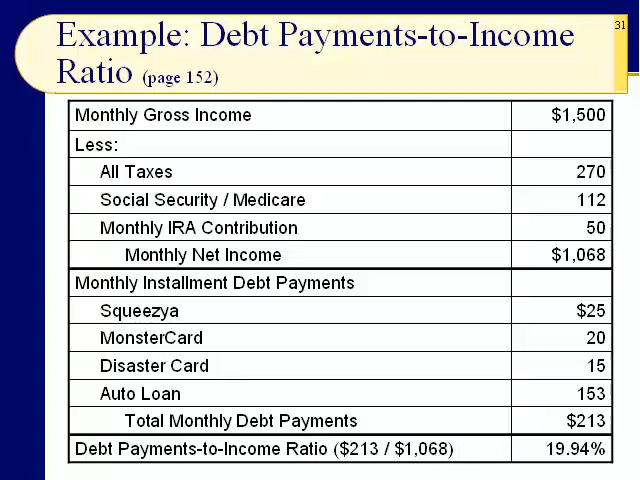 31
Example: Debt Payments-to-Income
Ratio (page 152)
Monthly Gross Income $1,500
Less:
All Taxes 270
Social Security / Medicare 112
Monthly IRA Contribution 50
Monthly Net Income $1,068
Monthly Installment Debt Payments
Squeezya $25
MonsterCard 20
Disaster Card 15
Auto Loan 153
Total Monthly Debt Payments $213
Debt Payments-to-Income Ratio ($213 / $1,068) 19.94%